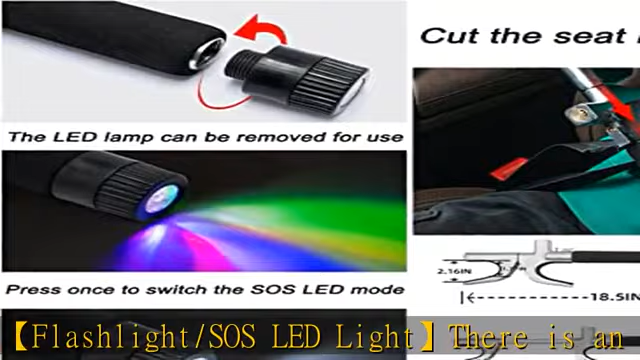 The LED lamp can be removed for use
Press once to switch the SOS LED mode
Cut the seat
2.16IN
18.5IN
【Flashlight/SOS LED Light】There is an